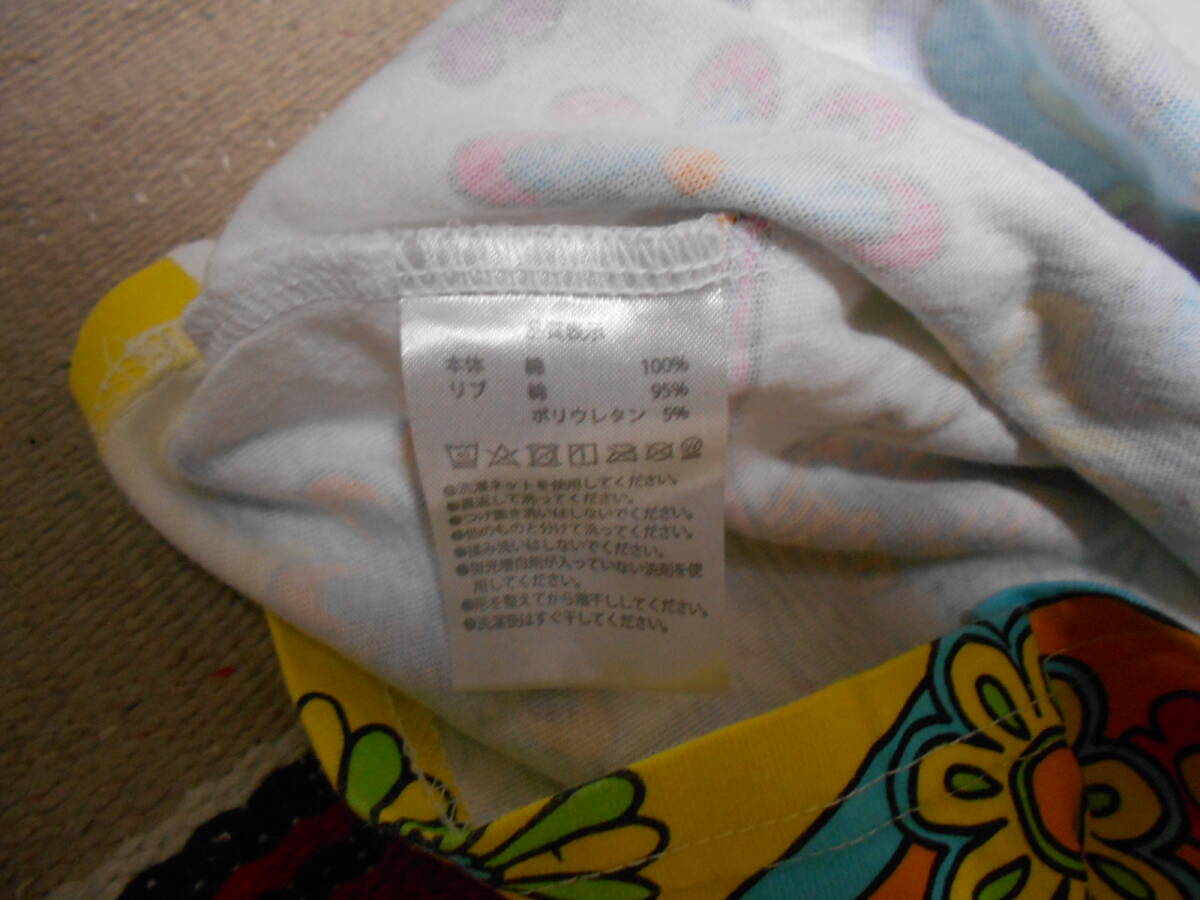 品質表示
本体 綿 100%
リブ 綿 95%
ポリウレタン 5%
●洗濯ネットを使用してください。
●裏返して洗ってください。
●つけ置き洗いはしないでください。
●他のものと分けて洗ってください。
●揉み洗いはしないでください。
●蛍光増白剤が入っていない洗剤を使
用してください。
●形を整えてから陰干ししてください。
●洗濯後はすぐ干してください。